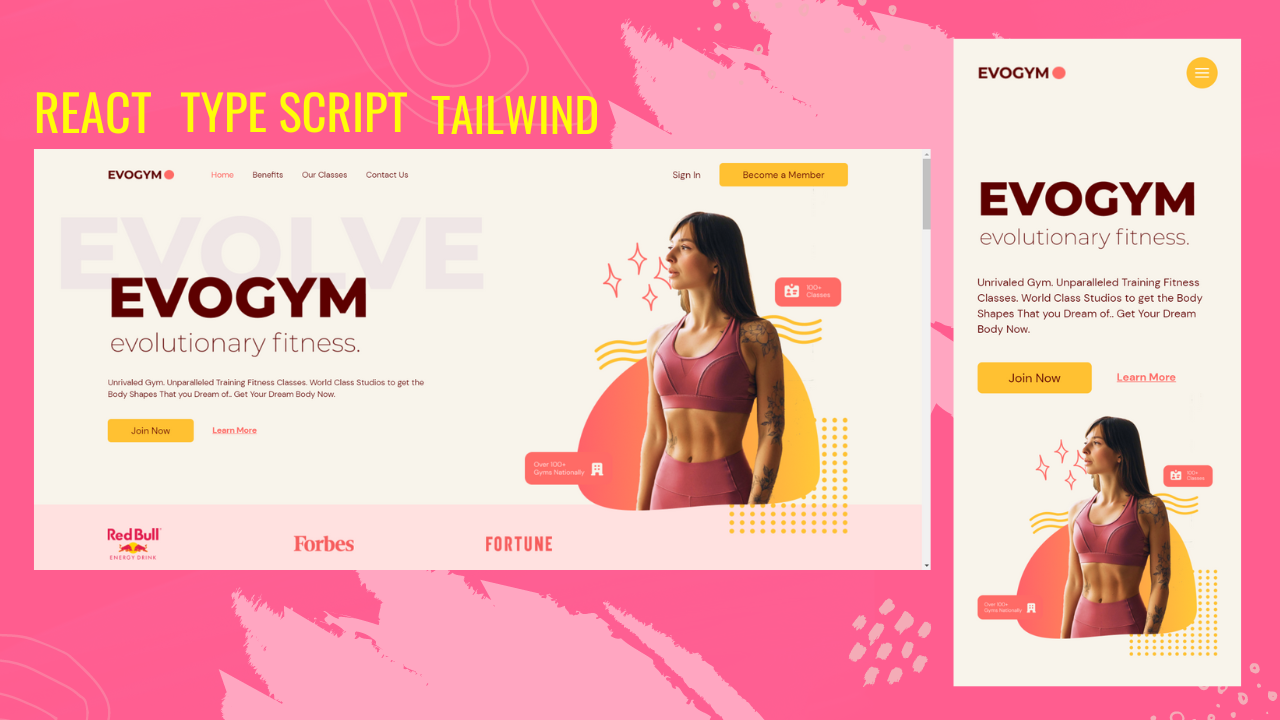 REACT TYPE SCRIPT TAILWIND
EVOGYM
Home Benefits Our Classes Contact Us
Sign In
Become a Member
EVOLVE
EVOGYM
evolutionary fitness.
Unrivaled Gym. Unparalleled Training Fitness Classes. World Class Studios to get the
Body Shapes That you Dream of.. Get Your Dream Body Now.
Join Now
Learn More
100+
Classes
Over 100+
Gyms Nationally
Red Bull
ENERGY DRINK
Forbes
FORTUNE
EVOGYM
EVOGYM
evolutionary fitness.
Unrivaled Gym. Unparalleled Training Fitness
Classes. World Class Studios to get the Body
Shapes That you Dream of.. Get Your Dream
Body Now.
Join Now
Learn More
100+
Classes
Over 100+
Gyms Nationally